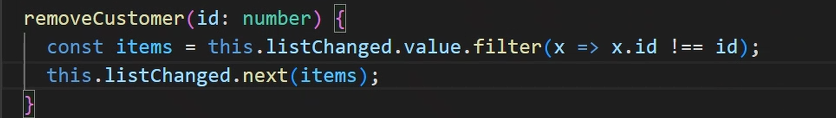 removeCustomer(id: number) {
const items = this.listChanged.value.filter(x => x.id !== id);
this.listChanged.next(items);
}